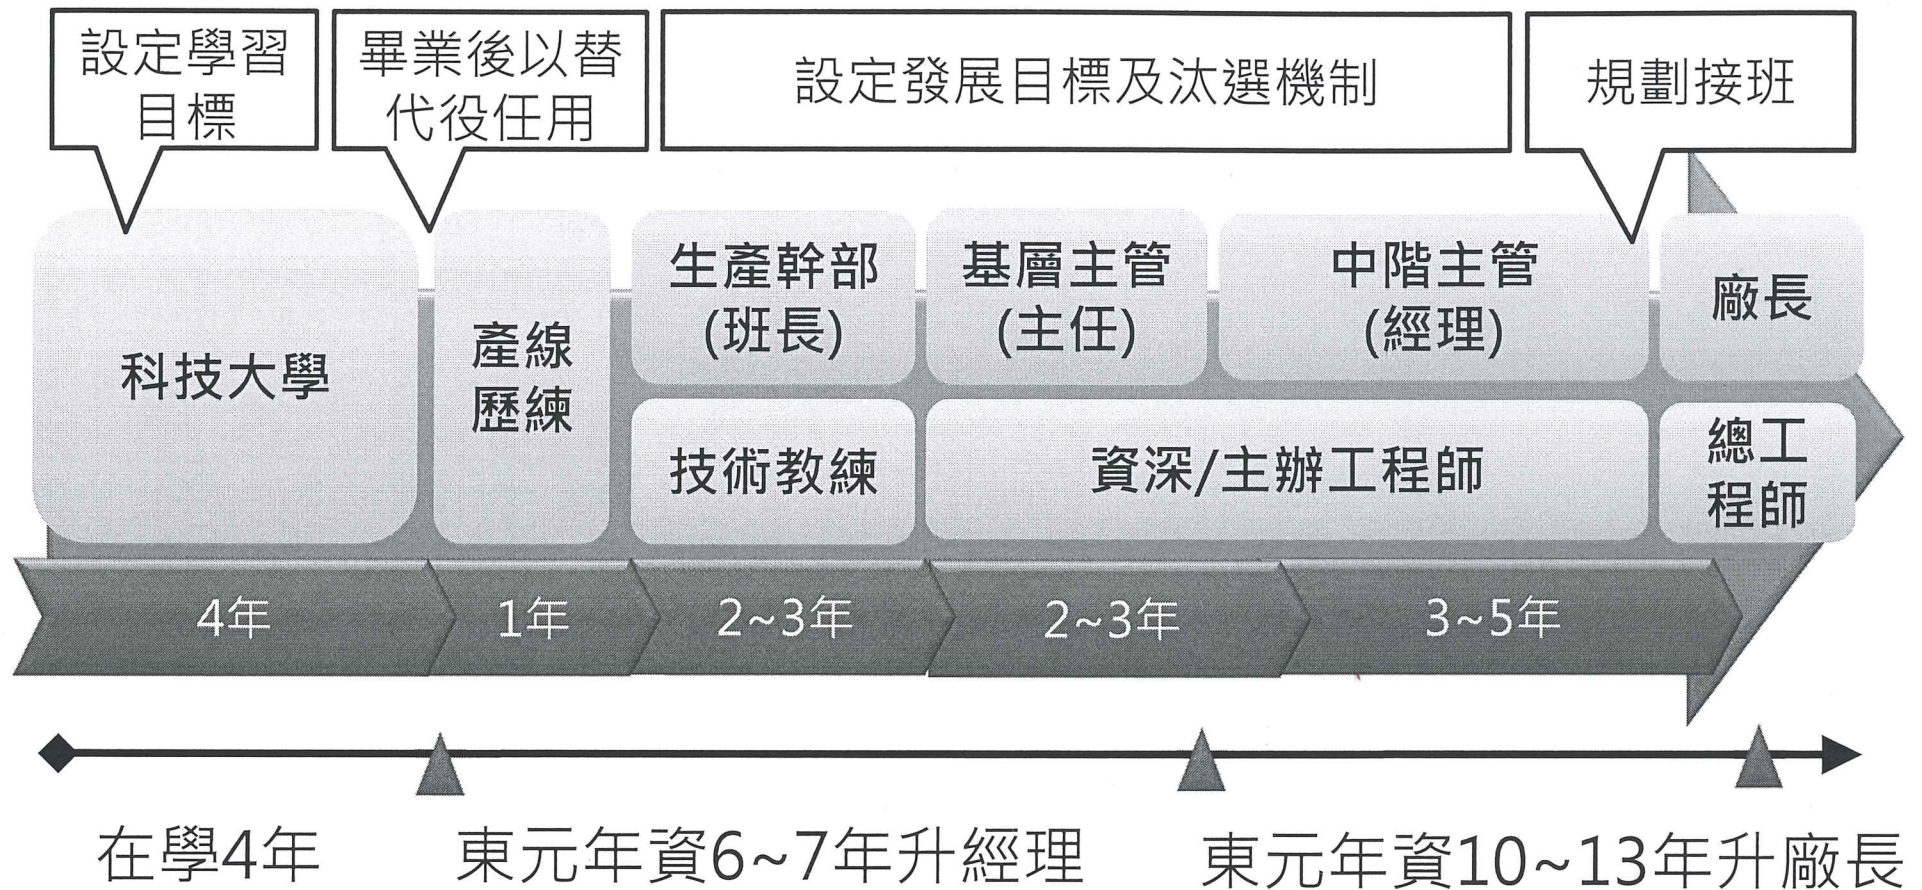 設定學習
目標
畢業後以替
代役任用
設定發展目標及汰選機制
規劃接班
科技大學
產線
歷練
生產幹部
(班長)
基層主管
(主任)
中階主管
(經理)
廠長
技術教練
資深/主辦工程師
總工
程師
4年
1年
2~3年
2~3年
3~5年
在學4年
東元年資6~7年升經理
東元年資10~13年升廠長